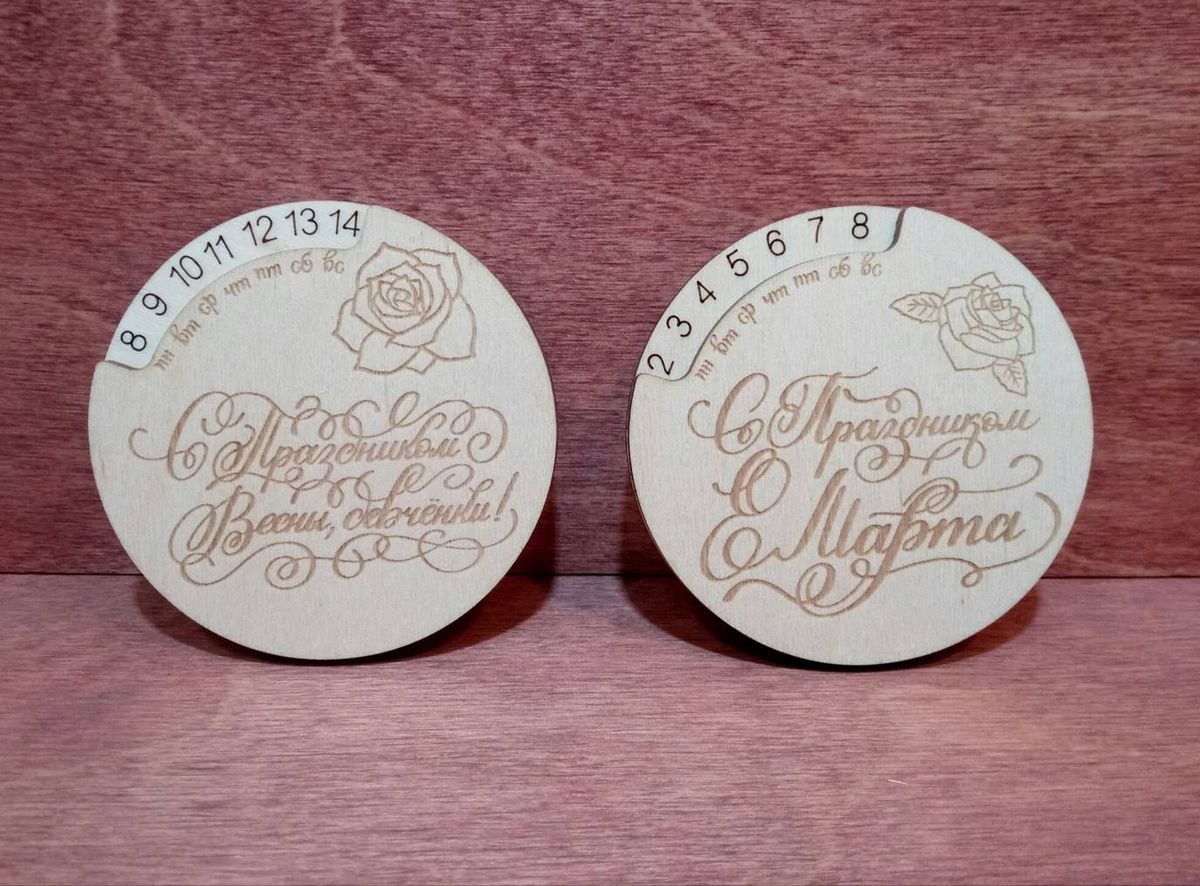 8 9 10 11 12 13 14
пн вт ср чт пт сб вс
С Праздником
Весны, девчёнки!
2 3 4 5 6 7 8
пн вт ср чт пт сб вс
С Праздником
8 Марта